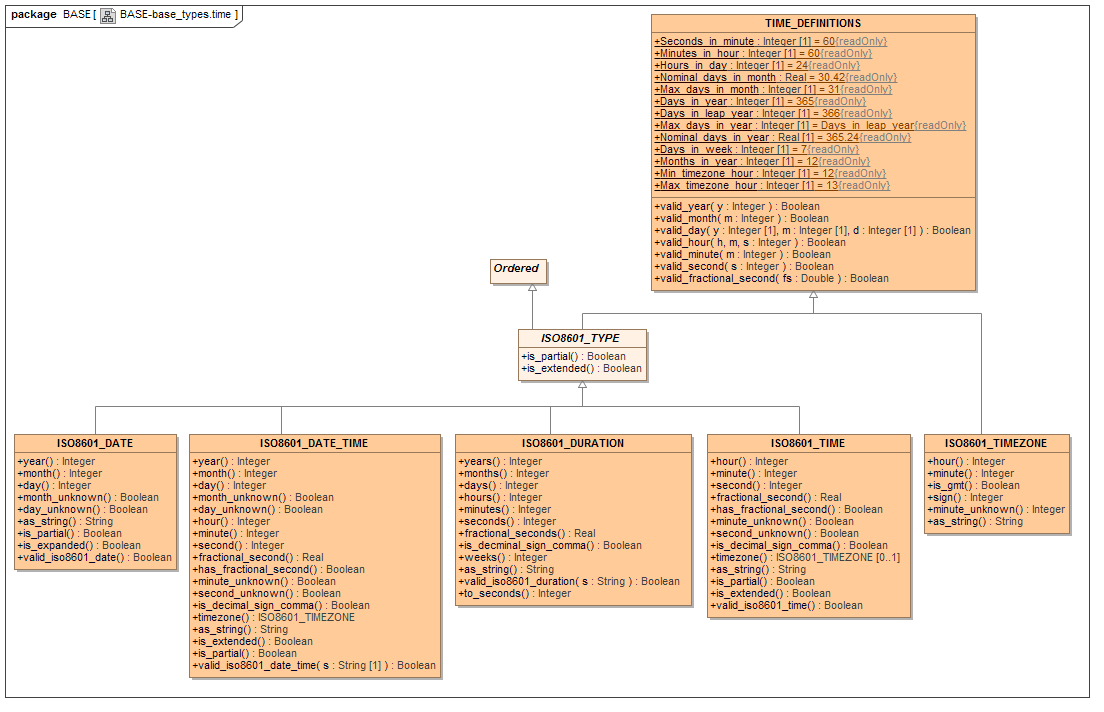 package BASE[ BASE-base_types.time ]
TIME_DEFINITIONS
+Seconds_in_minute : Integer [1] = 60{readOnly}
+Minutes_in_hour : Integer [1] = 60{readOnly}
+Hours_in_day : Integer [1] = 24{readOnly}
+Nominal_days_in_month : Real = 30.42{readOnly}
+Max_days_in_month : Integer [1] = 31{readOnly}
+Days_in_year : Integer [1] = 365{readOnly}
+Days_in_leap_year : Integer [1] = 366{readOnly}
+Max_days_in_year : Integer [1] = Days_in_leap_year{readOnly}
+Nominal_days_in_year : Real [1] = 365.24{readOnly}
+Days_in_week : Integer [1] = 7{readOnly}
+Months_in_year : Integer [1] = 12{readOnly}
+Min_timezone_hour : Integer [1] = 12{readOnly}
+Max_timezone_hour : Integer [1] = 13{readOnly}
+valid_year( y : Integer ) : Boolean
+valid_month( m : Integer ) : Boolean
+valid_day( y : Integer [1], m : Integer [1], d : Integer [1] ) : Boolean
+valid_hour( h, m, s : Integer ) : Boolean
+valid_minute( m : Integer ) : Boolean
+valid_second( s : Integer ) : Boolean
+valid_fractional_second( fs : Double ) : Boolean
Ordered
ISO8601_TYPE
+is_partial() : Boolean
+is_extended() : Boolean
ISO8601_DATE
+year() : Integer
+month() : Integer
+day() : Integer
+month_unknown() : Boolean
+day_unknown() : Boolean
+as_string() : String
+is_partial() : Boolean
+is_expanded() : Boolean
+valid_iso8601_date() : Boolean
ISO8601_DATE_TIME
+year() : Integer
+month() : Integer
+day() : Integer
+month_unknown() : Boolean
+day_unknown() : Boolean
+hour() : Integer
+minute() : Integer
+second() : Integer
+fractional_second() : Real
+has_fractional_second() : Boolean
+minute_unknown() : Boolean
+second_unknown() : Boolean
+is_decimal_sign_comma() : Boolean
+timezone() : ISO8601_TIMEZONE
+as_string() : String
+is_extended() : Boolean
+is_partial() : Boolean
+valid_iso8601_date_time( s : String [1] ) : Boolean
ISO8601_DURATION
+years() : Integer
+months() : Integer
+days() : Integer
+hours() : Integer
+minutes() : Integer
+seconds() : Integer
+fractional_seconds() : Real
+is_decminal_sign_comma() : Boolean
+weeks() : Integer
+as_string() : String
+valid_iso8601_duration( s : String ) : Boolean
+to_seconds() : Integer
ISO8601_TIME
+hour() : Integer
+minute() : Integer
+second() : Integer
+fractional_second() : Real
+has_fractional_second() : Boolean
+minute_unknown() : Boolean
+second_unknown() : Boolean
+is_decimal_sign_comma() : Boolean
+timezone() : ISO8601_TIMEZONE [0..1]
+as_string() : String
+is_partial() : Boolean
+is_extended() : Boolean
+valid_iso8601_time() : Boolean
ISO8601_TIMEZONE
+hour() : Integer
+minute() : Integer
+is_gmt() : Boolean
+sign() : Integer
+minute_unknown() : Integer
+as_string() : String